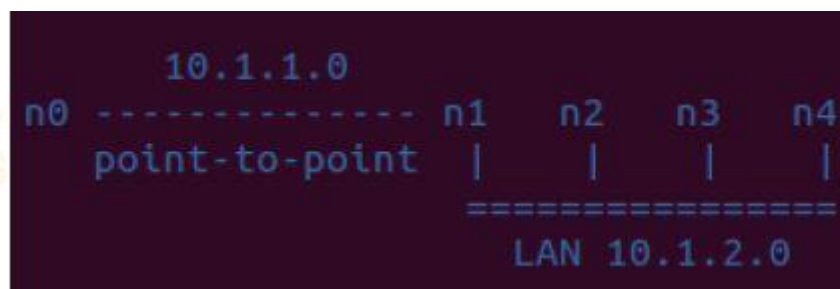 10.1.1.0
n0 -------------- n1 n2 n3 n4
point-to-point | | | |
================
LAN 10.1.2.0